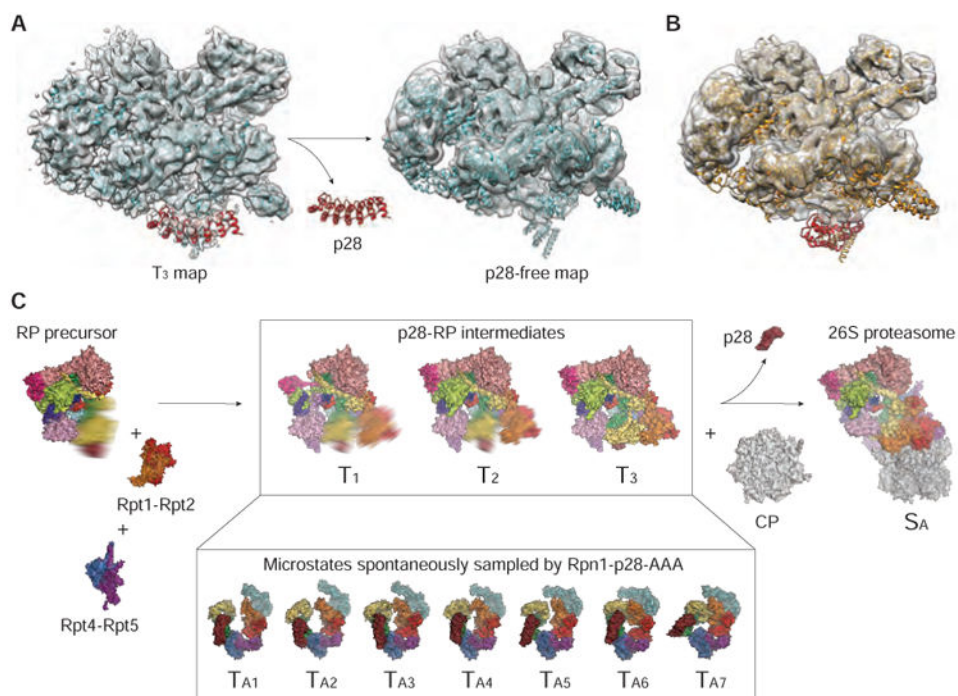 A
B
T3 map
p28
p28-free map
C
RP precursor
p28-RP intermediates
p28
26S proteasome
+
Rpt1-Rpt2
+
Rpt4-Rpt5
T1
T2
T3
+
CP
SA
Microstates spontaneously sampled by Rpn1-p28-AAA
TA1
TA2
TA3
TA4
TA5
TA6
TA7